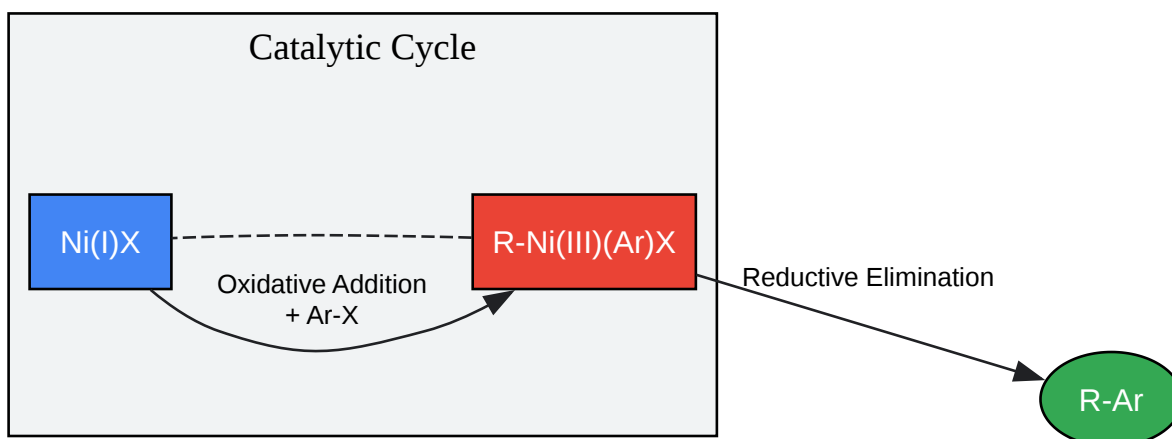 Catalytic Cycle
Ni(I)X
R-Ni(III)(Ar)X
Oxidative Addition
+ Ar-X
Reductive Elimination
R-Ar